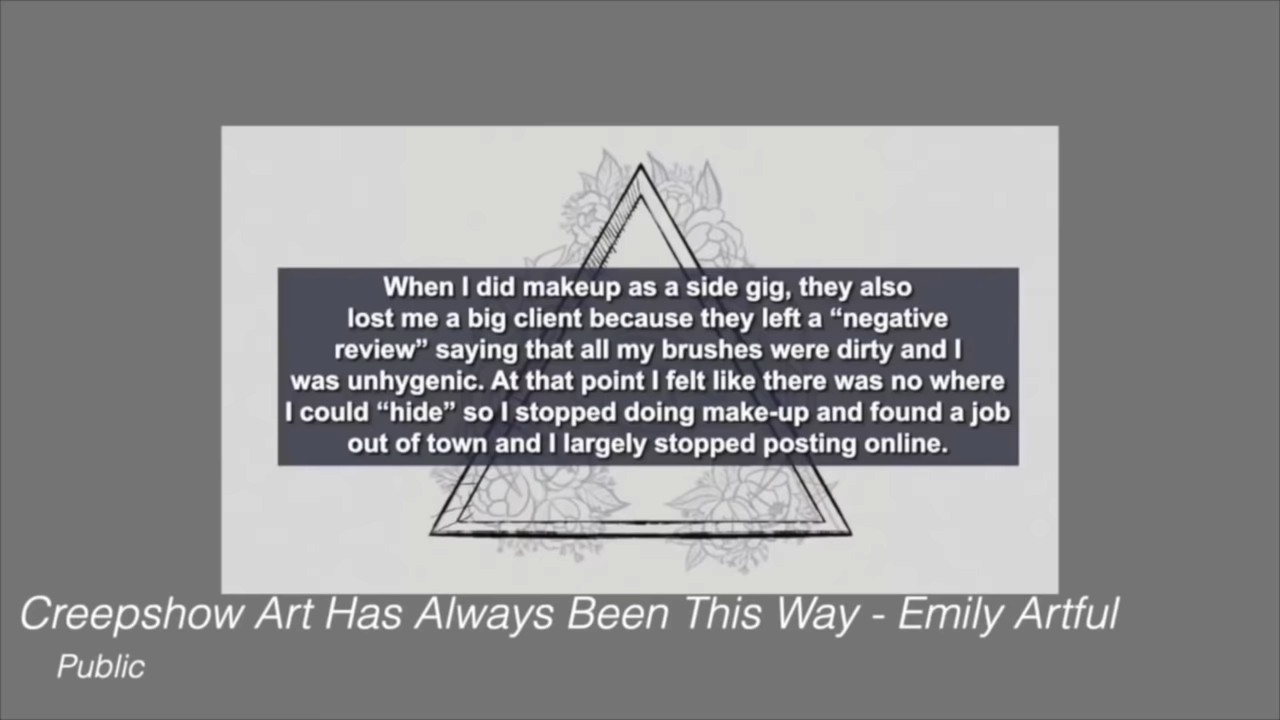 When I did makeup as a side gig, they also
lost me a big client because they left a “negative
review” saying that all my brushes were dirty and I
was unhygenic. At that point I felt like there was no where
I could “hide” so I stopped doing make-up and found a job
out of town and I largely stopped posting online.
Creepshow Art Has Always Been This Way - Emily Artful
Public